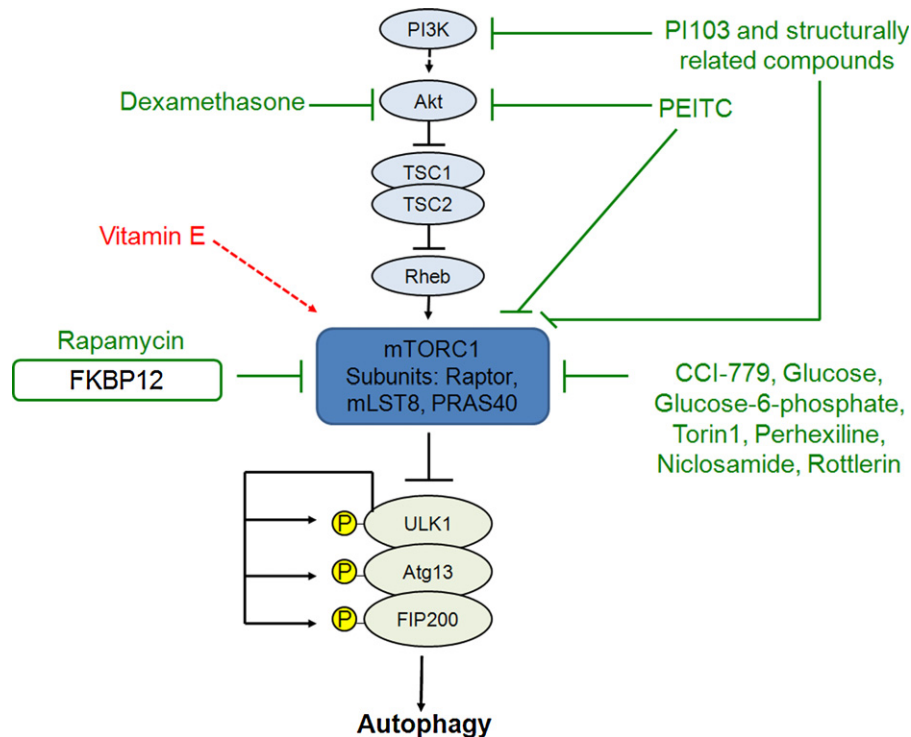 PI3K
PI103 and structurally
related compounds
Dexamethasone
Akt
PEITC
TSC1
TSC2
Vitamin E
Rheb
Rapamycin
FKBP12
mTORC1
Subunits: Raptor,
mLST8, PRAS40
CCI-779, Glucose,
Glucose-6-phosphate,
Torin1, Perhexiline,
Niclosamide, Rottlerin
P
ULK1
P
Atg13
P
FIP200
Autophagy